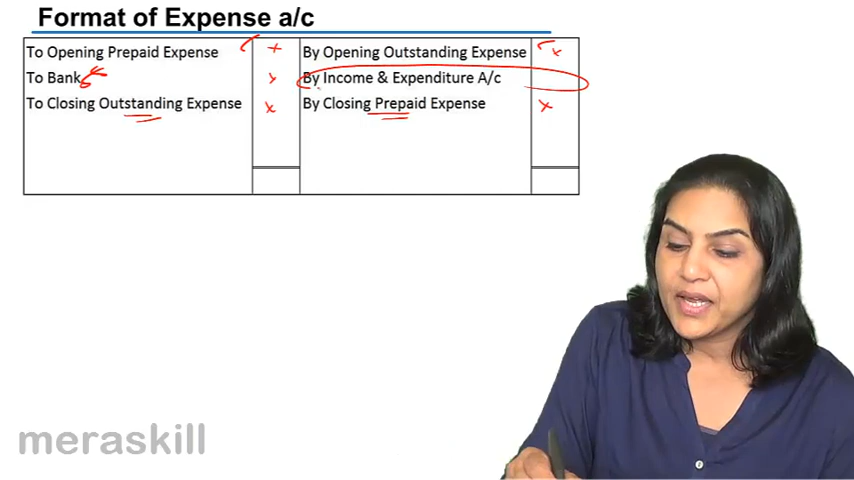 Format of Expense a/c
To Opening Prepaid Expense x By Opening Outstanding Expense x
To Bank x By Income & Expenditure A/c
To Closing Outstanding Expense x By Closing Prepaid Expense x
meraskill